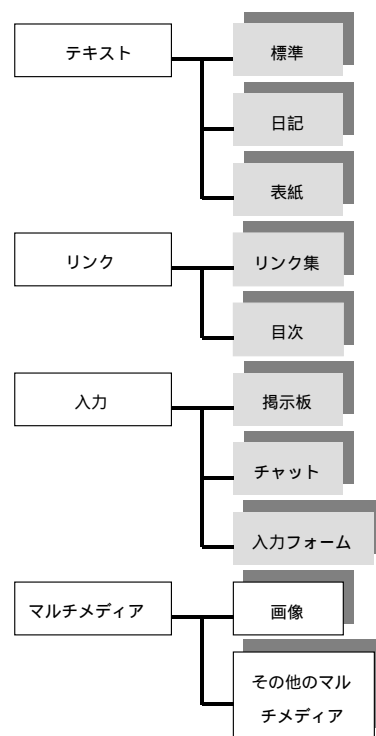 テキスト
標準
日記
表紙
リンク
リンク集
目次
入力
掲示板
チャット
入力フォーム
マルチメディア
画像
その他のマル
チメディア